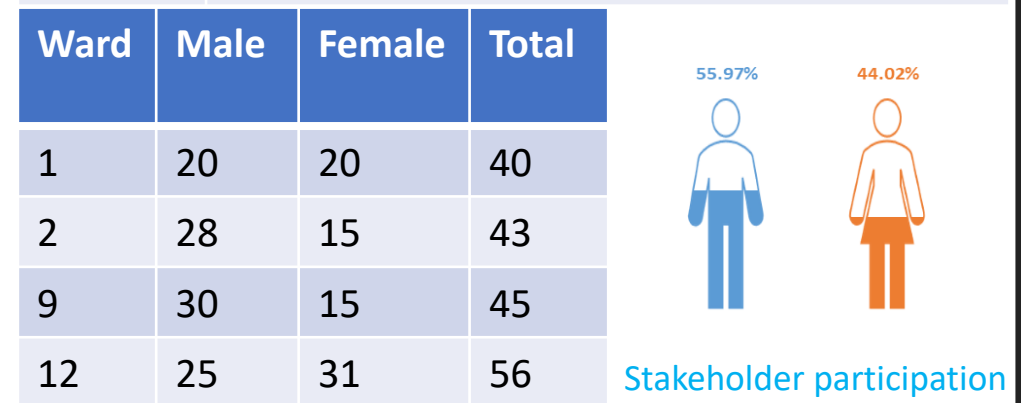 Ward Male Female Total
1 20 20 40
2 28 15 43
9 30 15 45
12 25 31 56
55.97% 44.02%
Stakeholder participation